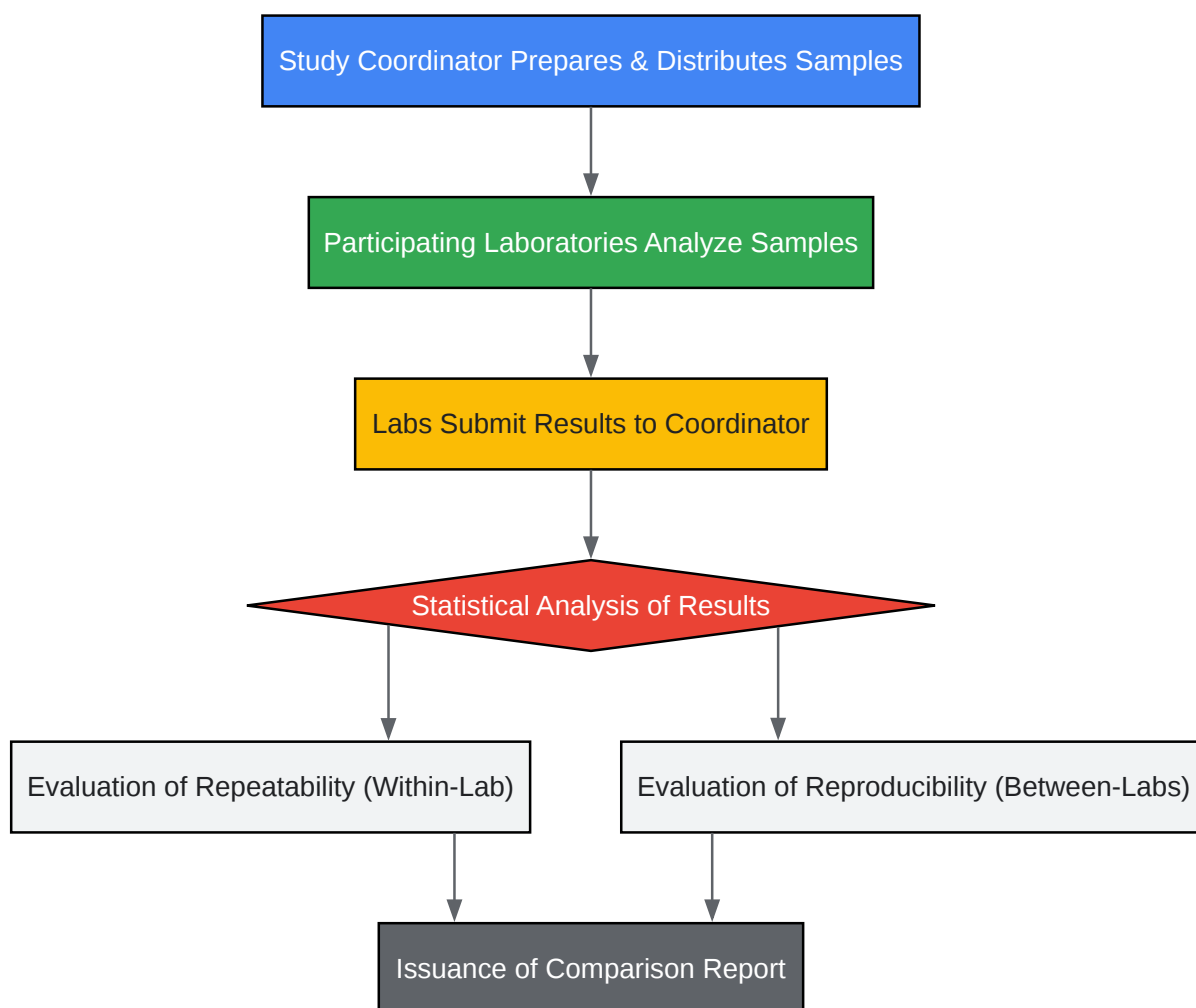 Study Coordinator Prepares & Distributes Samples
Participating Laboratories Analyze Samples
Labs Submit Results to Coordinator
Statistical Analysis of Results
Evaluation of Repeatability (Within-Lab)
Evaluation of Reproducibility (Between-Labs)
Issuance of Comparison Report